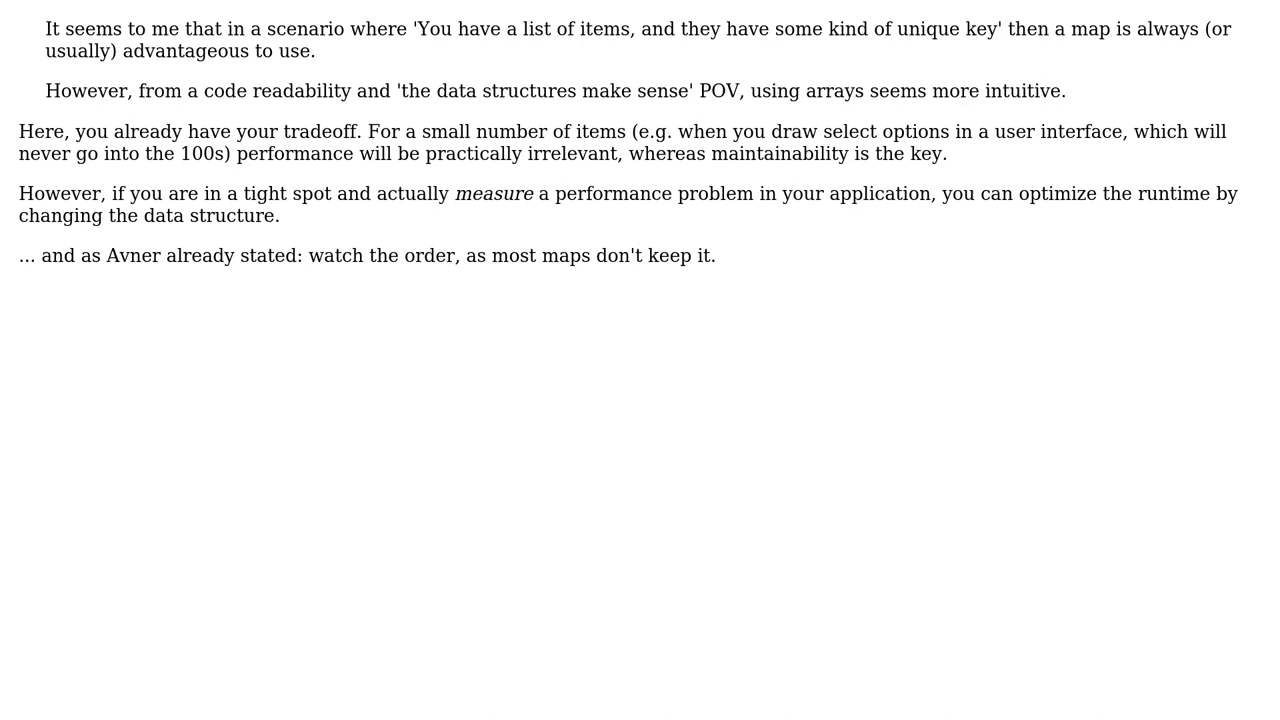 It seems to me that in a scenario where 'You have a list of items, and they have some kind of unique key' then a map is always (or
usually) advantageous to use.
However, from a code readability and 'the data structures make sense' POV, using arrays seems more intuitive.
Here, you already have your tradeoff. For a small number of items (e.g. when you draw select options in a user interface, which will
never go into the 100s) performance will be practically irrelevant, whereas maintainability is the key.
However, if you are in a tight spot and actually measure a performance problem in your application, you can optimize the runtime by
changing the data structure.
... and as Avner already stated: watch the order, as most maps don't keep it.